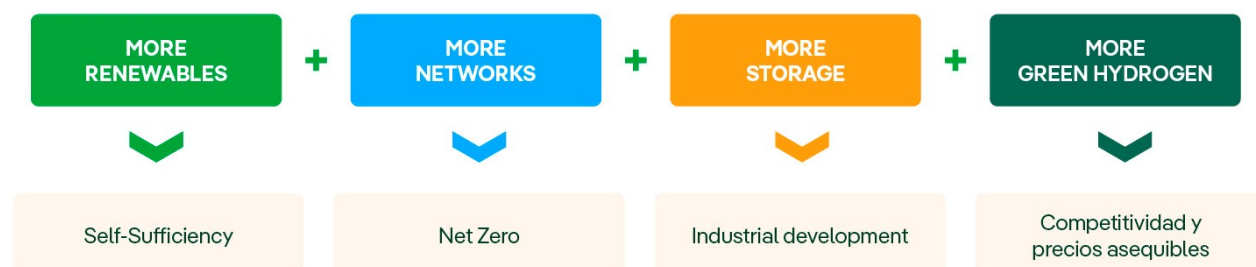 MORE
RENEWABLES
+
MORE
NETWORKS
+
MORE
STORAGE
+
MORE
GREEN HYDROGEN
Self-Sufficiency
Net Zero
Industrial development
Competitividad y
precios asequibles